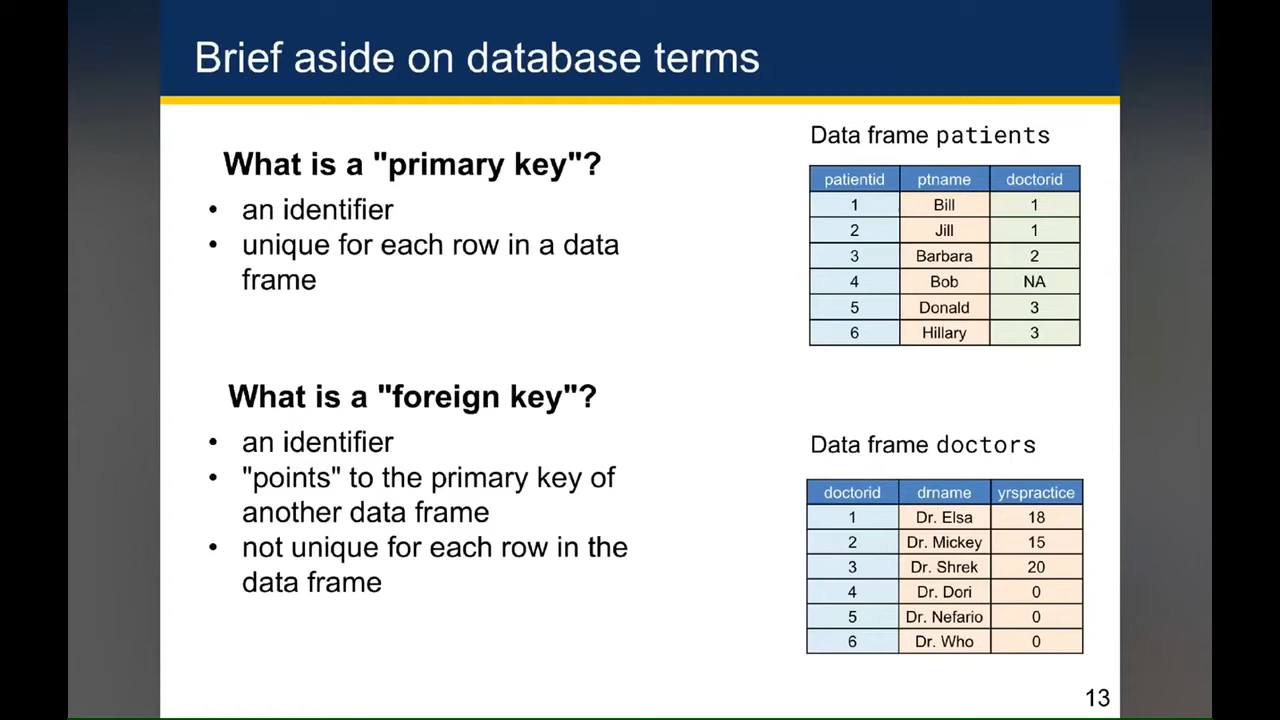 Brief aside on database terms
What is a "primary key"?
• an identifier
• unique for each row in a data
frame
What is a "foreign key"?
• an identifier
• "points" to the primary key of
another data frame
• not unique for each row in the
data frame
Data frame patients
patientid ptname doctorid
1 Bill 1
2 Jill 1
3 Barbara 2
4 Bob NA
5 Donald 3
6 Hillary 3
Data frame doctors
doctorid drname yrspractice
1 Dr. Elsa 18
2 Dr. Mickey 15
3 Dr. Shrek 20
4 Dr. Dori 0
5 Dr. Nefario 0
6 Dr. Who 0
13